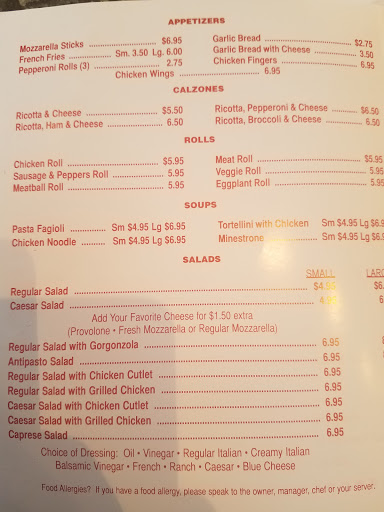 APPETIZERS
Mozzarella Sticks ........ $6.95
Garlic Bread ........ $2.75
French Fries ........ Sm. 3.50 Lg. 6.00
Garlic Bread with Cheese ........ 3.50
Pepperoni Rolls (3) ........ 2.75
Chicken Fingers ........ 6.95
Chicken Wings ........ 6.95
CALZONES
Ricotta & Cheese ........ $5.50
Ricotta, Pepperoni & Cheese ........ $6.50
Ricotta, Ham & Cheese ........ 6.50
Ricotta, Broccoli & Cheese ........ 6.50
ROLLS
Chicken Roll ........ $5.95
Meat Roll ........ $5.95
Sausage & Peppers Roll ........ 5.95
Veggie Roll ........ 5.95
Meatball Roll ........ 5.95
Eggplant Roll ........ 5.95
SOUPS
Pasta Fagioli ........ Sm $4.95 Lg $6.95
Tortellini with Chicken Sm $4.95 Lg
Chicken Noodle ........ Sm $4.95 Lg $6.95
Minestrone ........ Sm $4.95 Lg
SALADS
SMALL
Regular Salad ........
Caesar Salad ........
Add Your Favorite Cheese for $1.50 extra
(Provolone • Fresh Mozzarella or Regular Mozzarella)
Regular Salad with Gorgonzola ........ 6.95
Antipasto Salad ........ 6.95
Regular Salad with Chicken Cutlet ........ 6.95
Regular Salad with Grilled Chicken ........ 6.95
Caesar Salad with Chicken Cutlet ........ 6.95
Caesar Salad with Grilled Chicken ........ 6.95
Caprese Salad ........ 6.95
Choice of Dressing: Oil • Vinegar • Regular Italian • Creamy Italian
Balsamic Vinegar • French • Ranch • Caesar • Blue Cheese
Food Allergies? If you have a food allergy, please speak to the owner, manager, chef or your server.